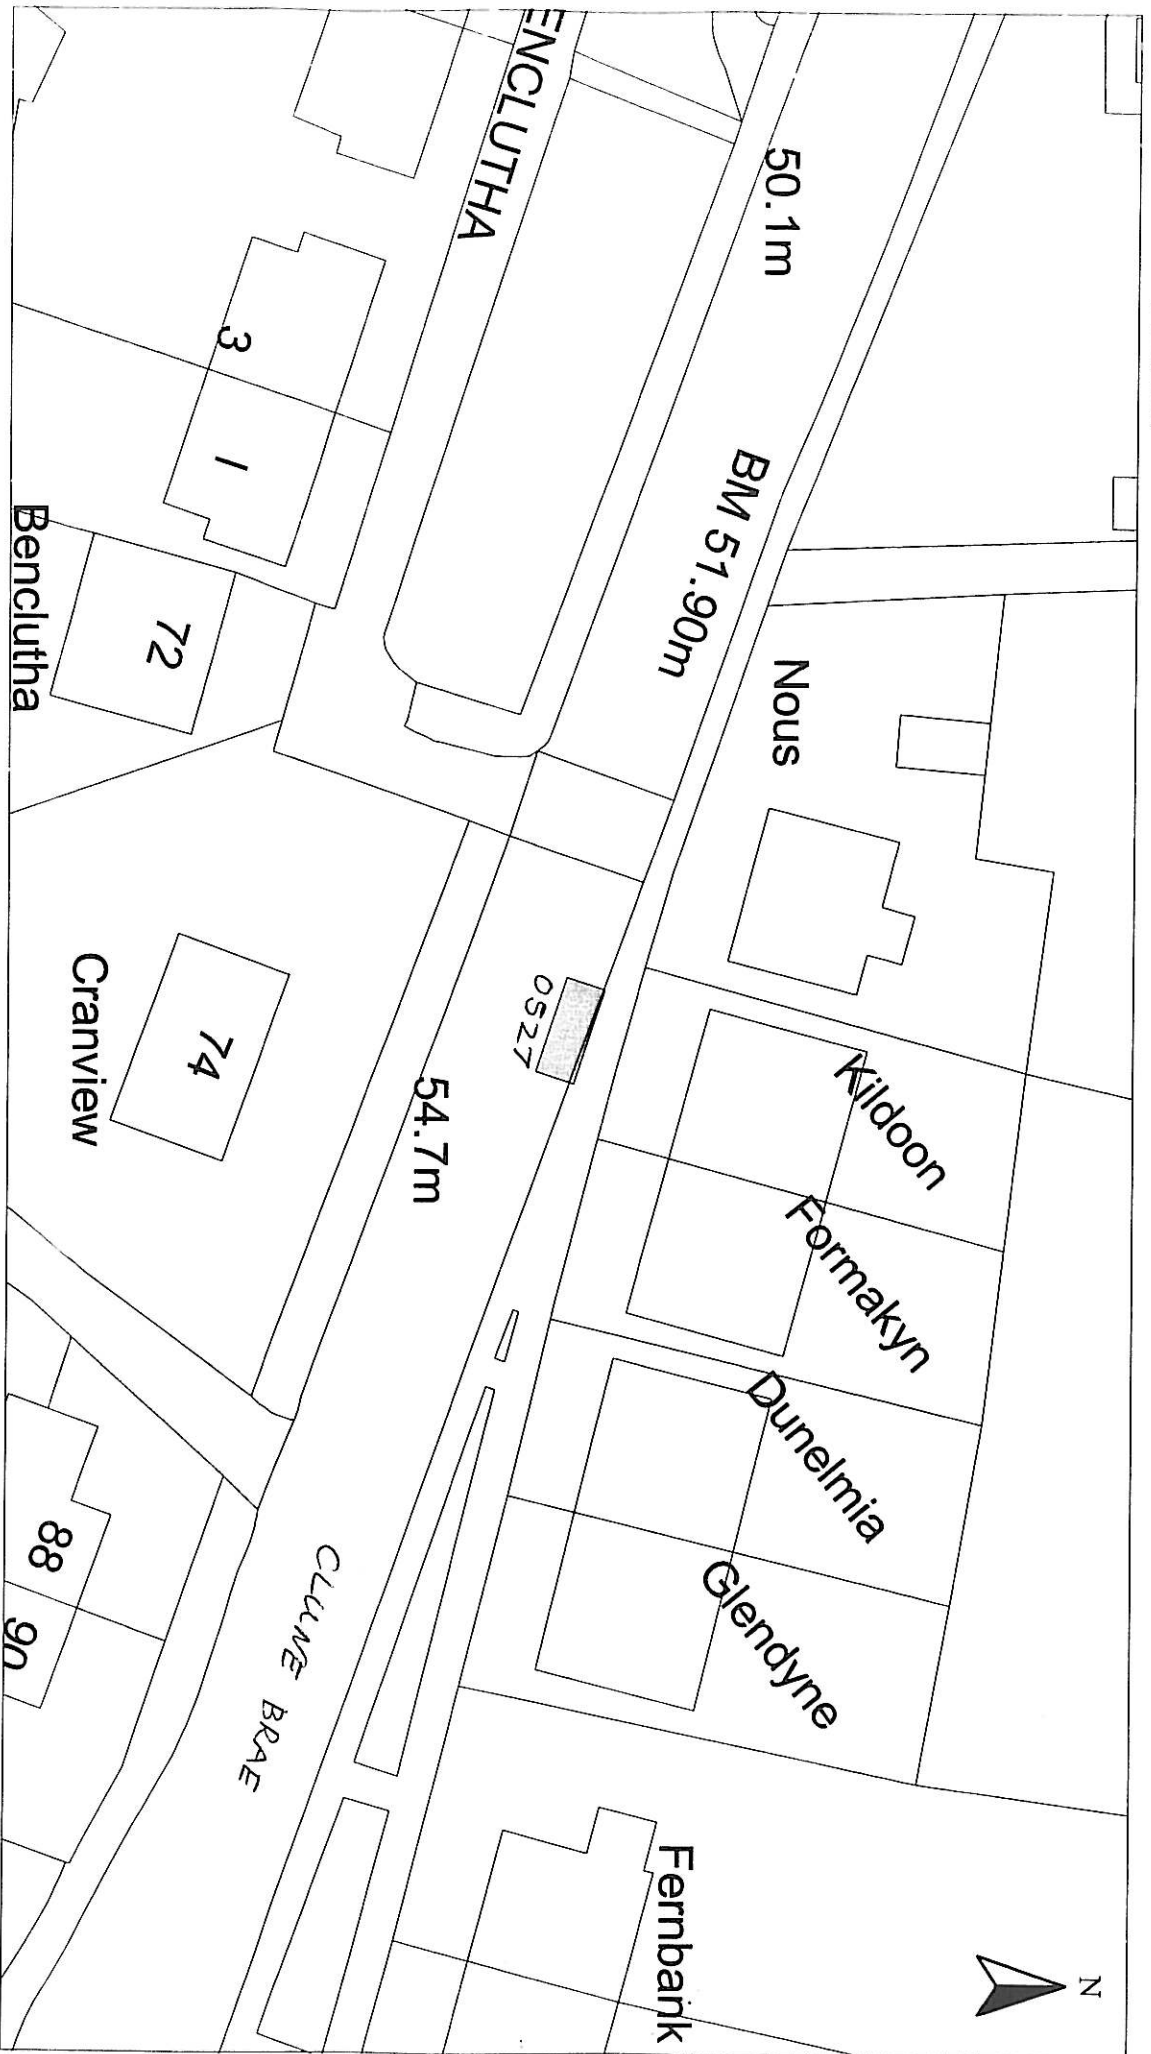 N
ENCLUTHA
50.1m
BM 51.90m
Nous
3
1
72
Benclutha
Kildoon
0527
Formakyn
54.7m
74
Cranview
Dunelmia
Glendyne
CLUNE BRAE
88
90
Fernbank